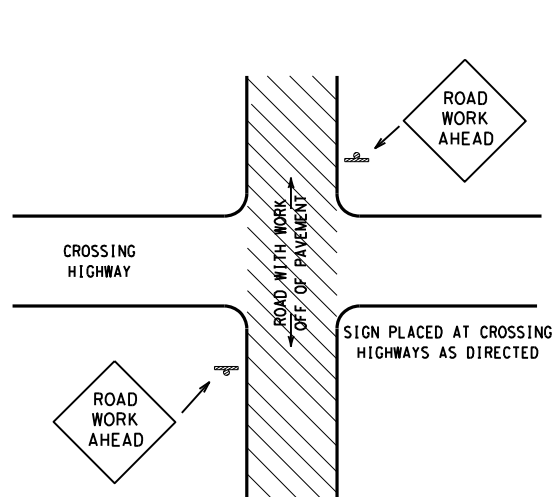 ROAD
WORK
AHEAD
CROSSING
HIGHWAY
ROAD WITH WORK
OFF OF PAVEMENT
SIGN PLACED AT CROSSING
HIGHWAYS AS DIRECTED
ROAD
WORK
AHEAD